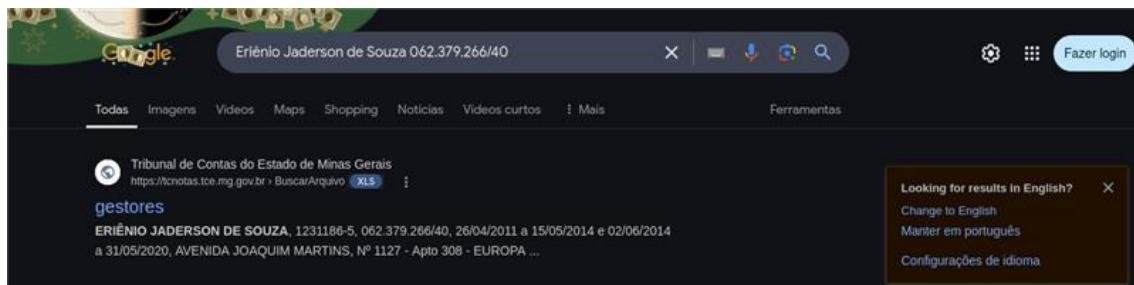 Google
Eriênio Jaderson de Souza 062.379.266/40
Fazer login
Todas Imagens Vídeos Maps Shopping Notícias Vídeos curtos Mais Ferramentas
Tribunal de Contas do Estado de Minas Gerais
https://tcnotas.tce.mg.gov.br › BuscarArquivo XLS
gestores
ERIÊNIO JADERSON DE SOUZA, 1231186-5, 062.379.266/40, 26/04/2011 a 15/05/2014 e 02/06/2014
a 31/05/2020, AVENIDA JOAQUIM MARTINS, Nº 1127 - Apto 308 - EUROPA ...
Looking for results in English?
Change to English
Manter em português
Configurações de idioma